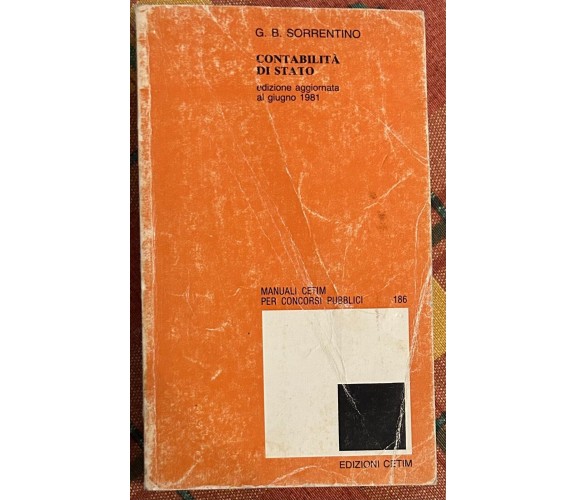 G. B. SORRENTINO
CONTABILITÀ
DI STATO
edizione aggiornata
al giugno 1981
MANUALI CETIM
PER CONCORSI PUBBLICI 186
EDIZIONI CETIM